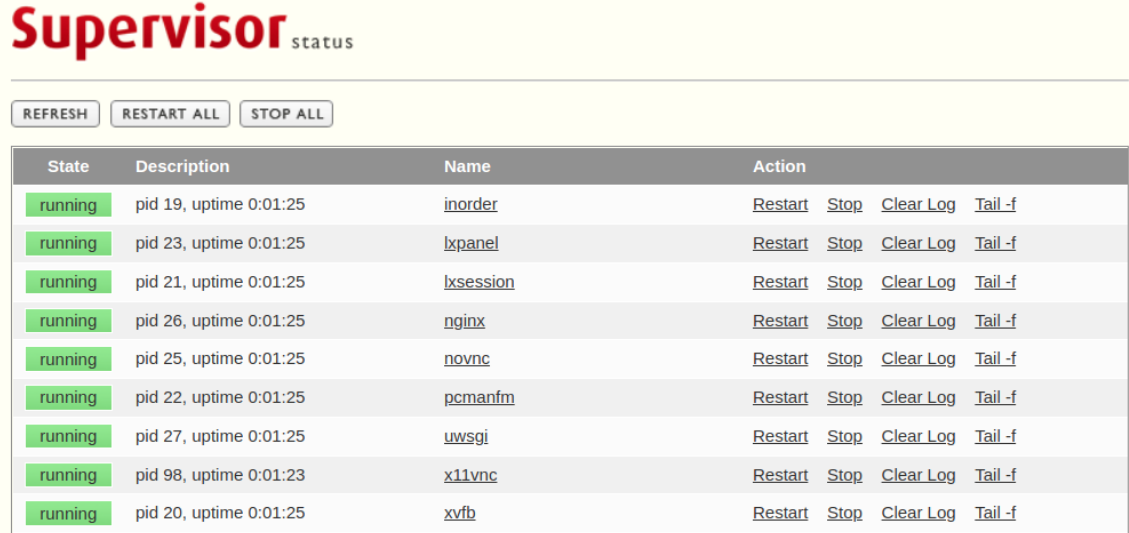 Supervisor status
REFRESH RESTART ALL STOP ALL
State Description Name Action
running pid 19, uptime 0:01:25 inorder Restart Stop Clear Log Tail -f
running pid 23, uptime 0:01:25 lxpanel Restart Stop Clear Log Tail -f
running pid 21, uptime 0:01:25 lxsession Restart Stop Clear Log Tail -f
running pid 26, uptime 0:01:25 nginx Restart Stop Clear Log Tail -f
running pid 25, uptime 0:01:25 novnc Restart Stop Clear Log Tail -f
running pid 22, uptime 0:01:25 pcmanfm Restart Stop Clear Log Tail -f
running pid 27, uptime 0:01:25 uwsgi Restart Stop Clear Log Tail -f
running pid 98, uptime 0:01:23 x11vnc Restart Stop Clear Log Tail -f
running pid 20, uptime 0:01:25 xvfb Restart Stop Clear Log Tail -f